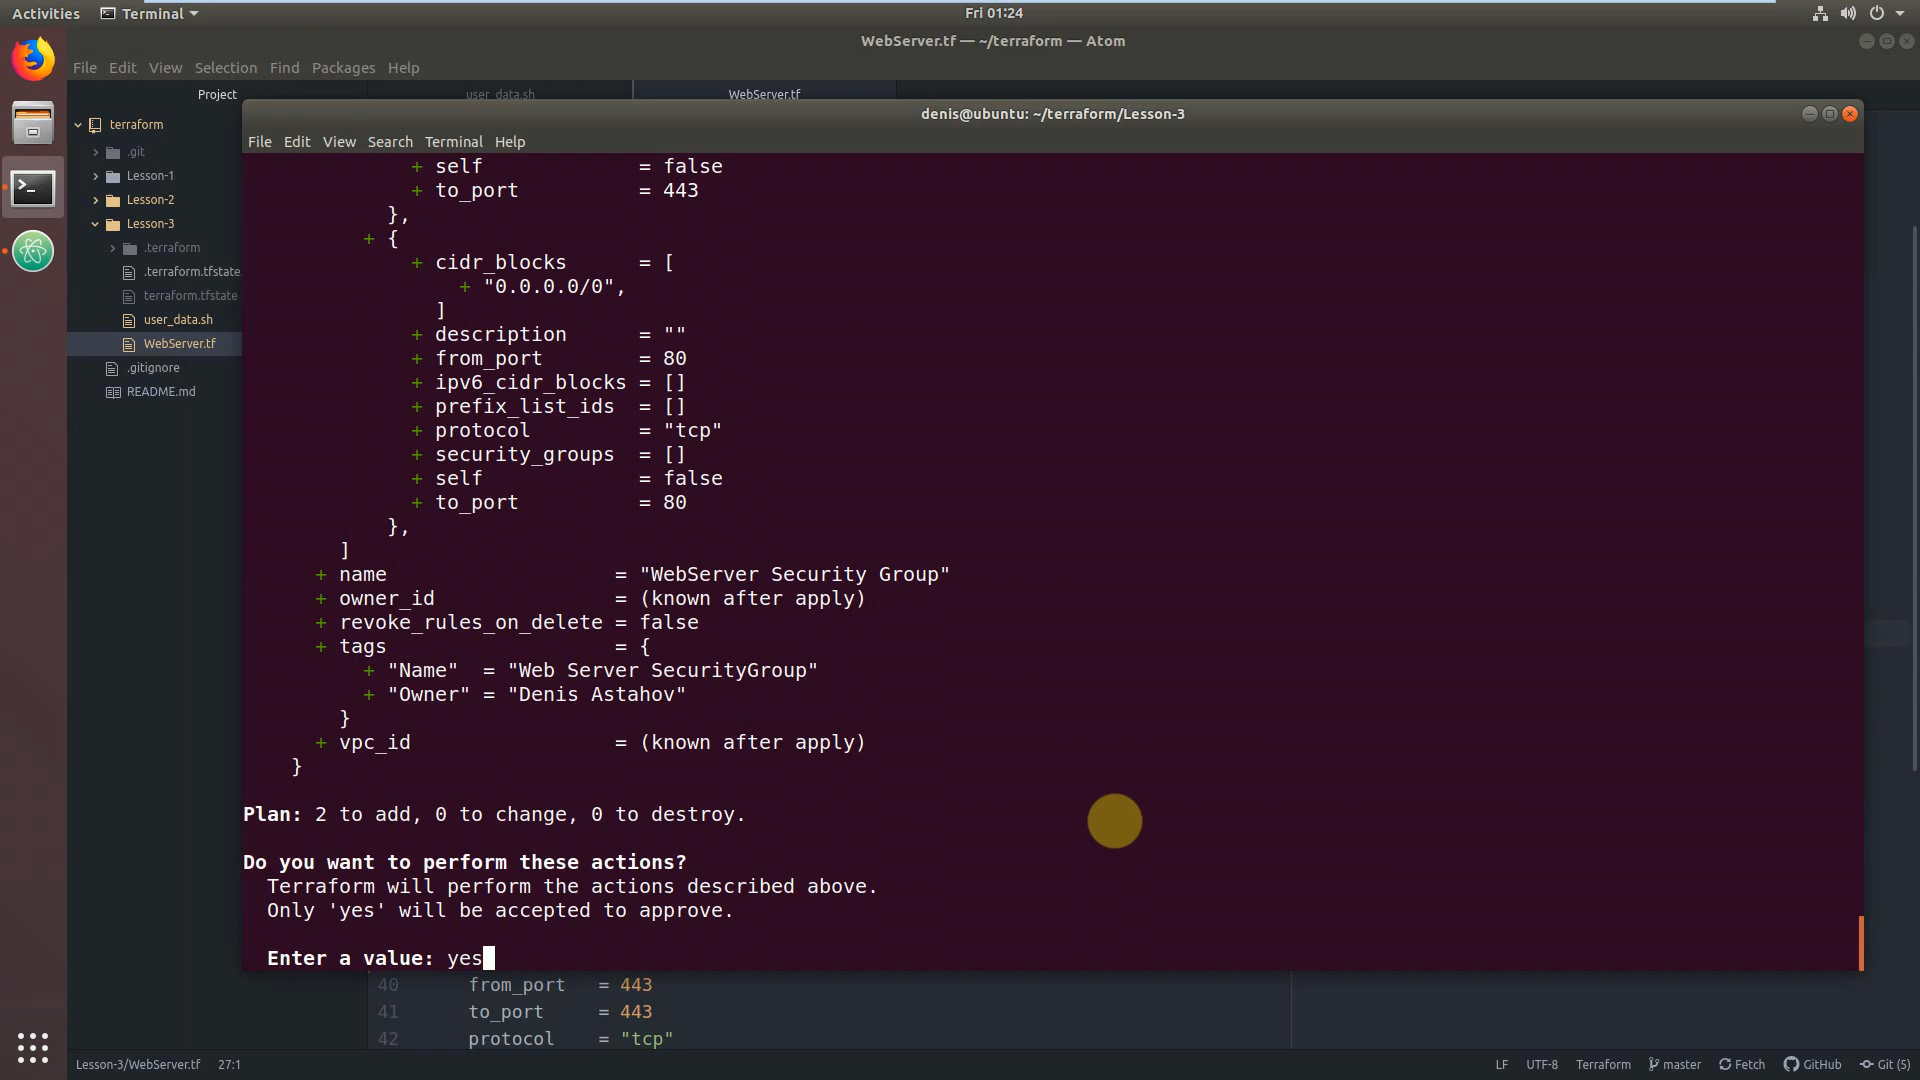 Activities
Terminal
Fri 01:24
WebServer.tf — ~/terraform — Atom
File Edit View Selection Find Packages Help
Project
user_data.sh
WebServer.tf
terraform
.git
Lesson-1
Lesson-2
Lesson-3
.terraform
.terraform.tfstate
terraform.tfstate
user_data.sh
WebServer.tf
.gitignore
README.md
denis@ubuntu: ~/terraform/Lesson-3
File Edit View Search Terminal Help
+ self = false
+ to_port = 443
},
+ {
+ cidr_blocks = [
+ "0.0.0.0/0",
]
+ description = ""
+ from_port = 80
+ ipv6_cidr_blocks = []
+ prefix_list_ids = []
+ protocol = "tcp"
+ security_groups = []
+ self = false
+ to_port = 80
},
]
+ name = "WebServer Security Group"
+ owner_id = (known after apply)
+ revoke_rules_on_delete = false
+ tags = {
+ "Name" = "Web Server SecurityGroup"
+ "Owner" = "Denis Astahov"
}
+ vpc_id = (known after apply)
}
Plan: 2 to add, 0 to change, 0 to destroy.
Do you want to perform these actions?
Terraform will perform the actions described above.
Only 'yes' will be accepted to approve.
Enter a value: yes
40 from_port = 443
41 to_port = 443
42 protocol = "tcp"
Lesson-3/WebServer.tf 27:1
LF UTF-8 Terraform master Fetch GitHub Git (5)